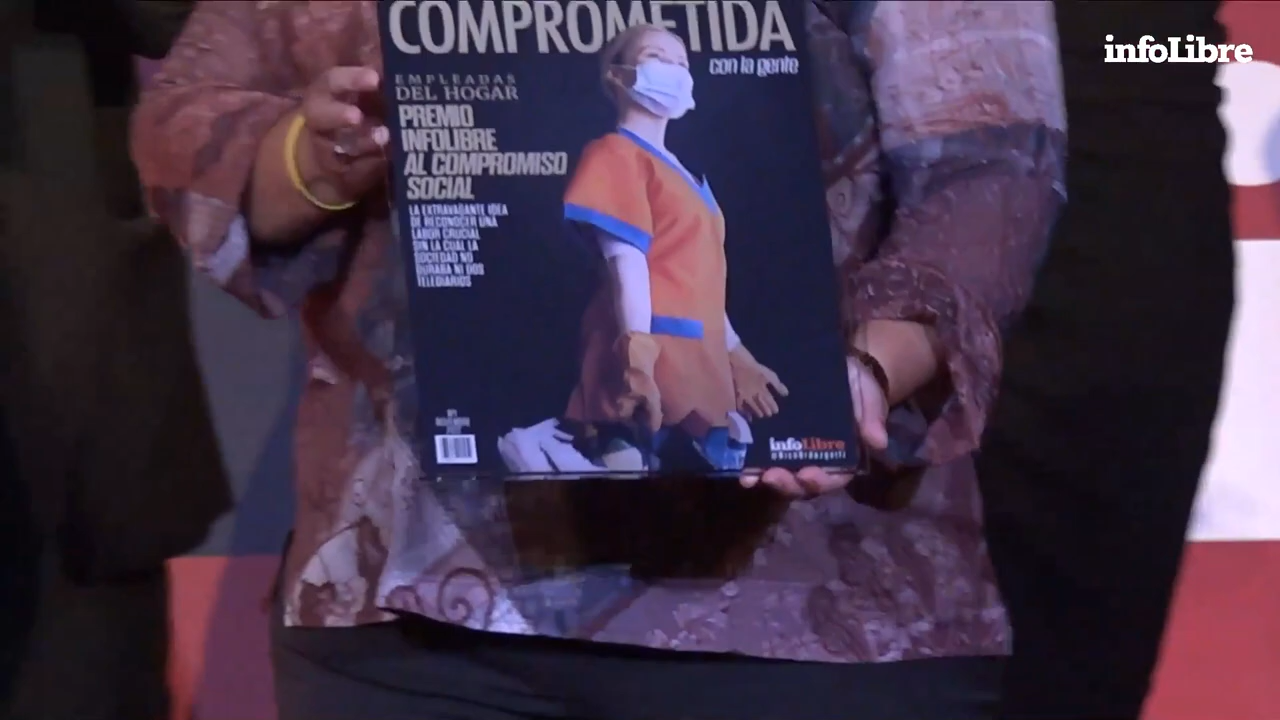 infoLibre
COMPROMETIDA
con la gente
EMPLEADAS
DEL HOGAR
PREMIO
INFOLIBRE
AL COMPROMISO
SOCIAL
LA EXTRAVAGANTE IDEA
DE RECONOCER UNA
LABOR CRUCIAL
SIN LA CUAL LA
SOCIEDAD NO
DURABA NI DOS
TELEDIARIOS
infoLibre